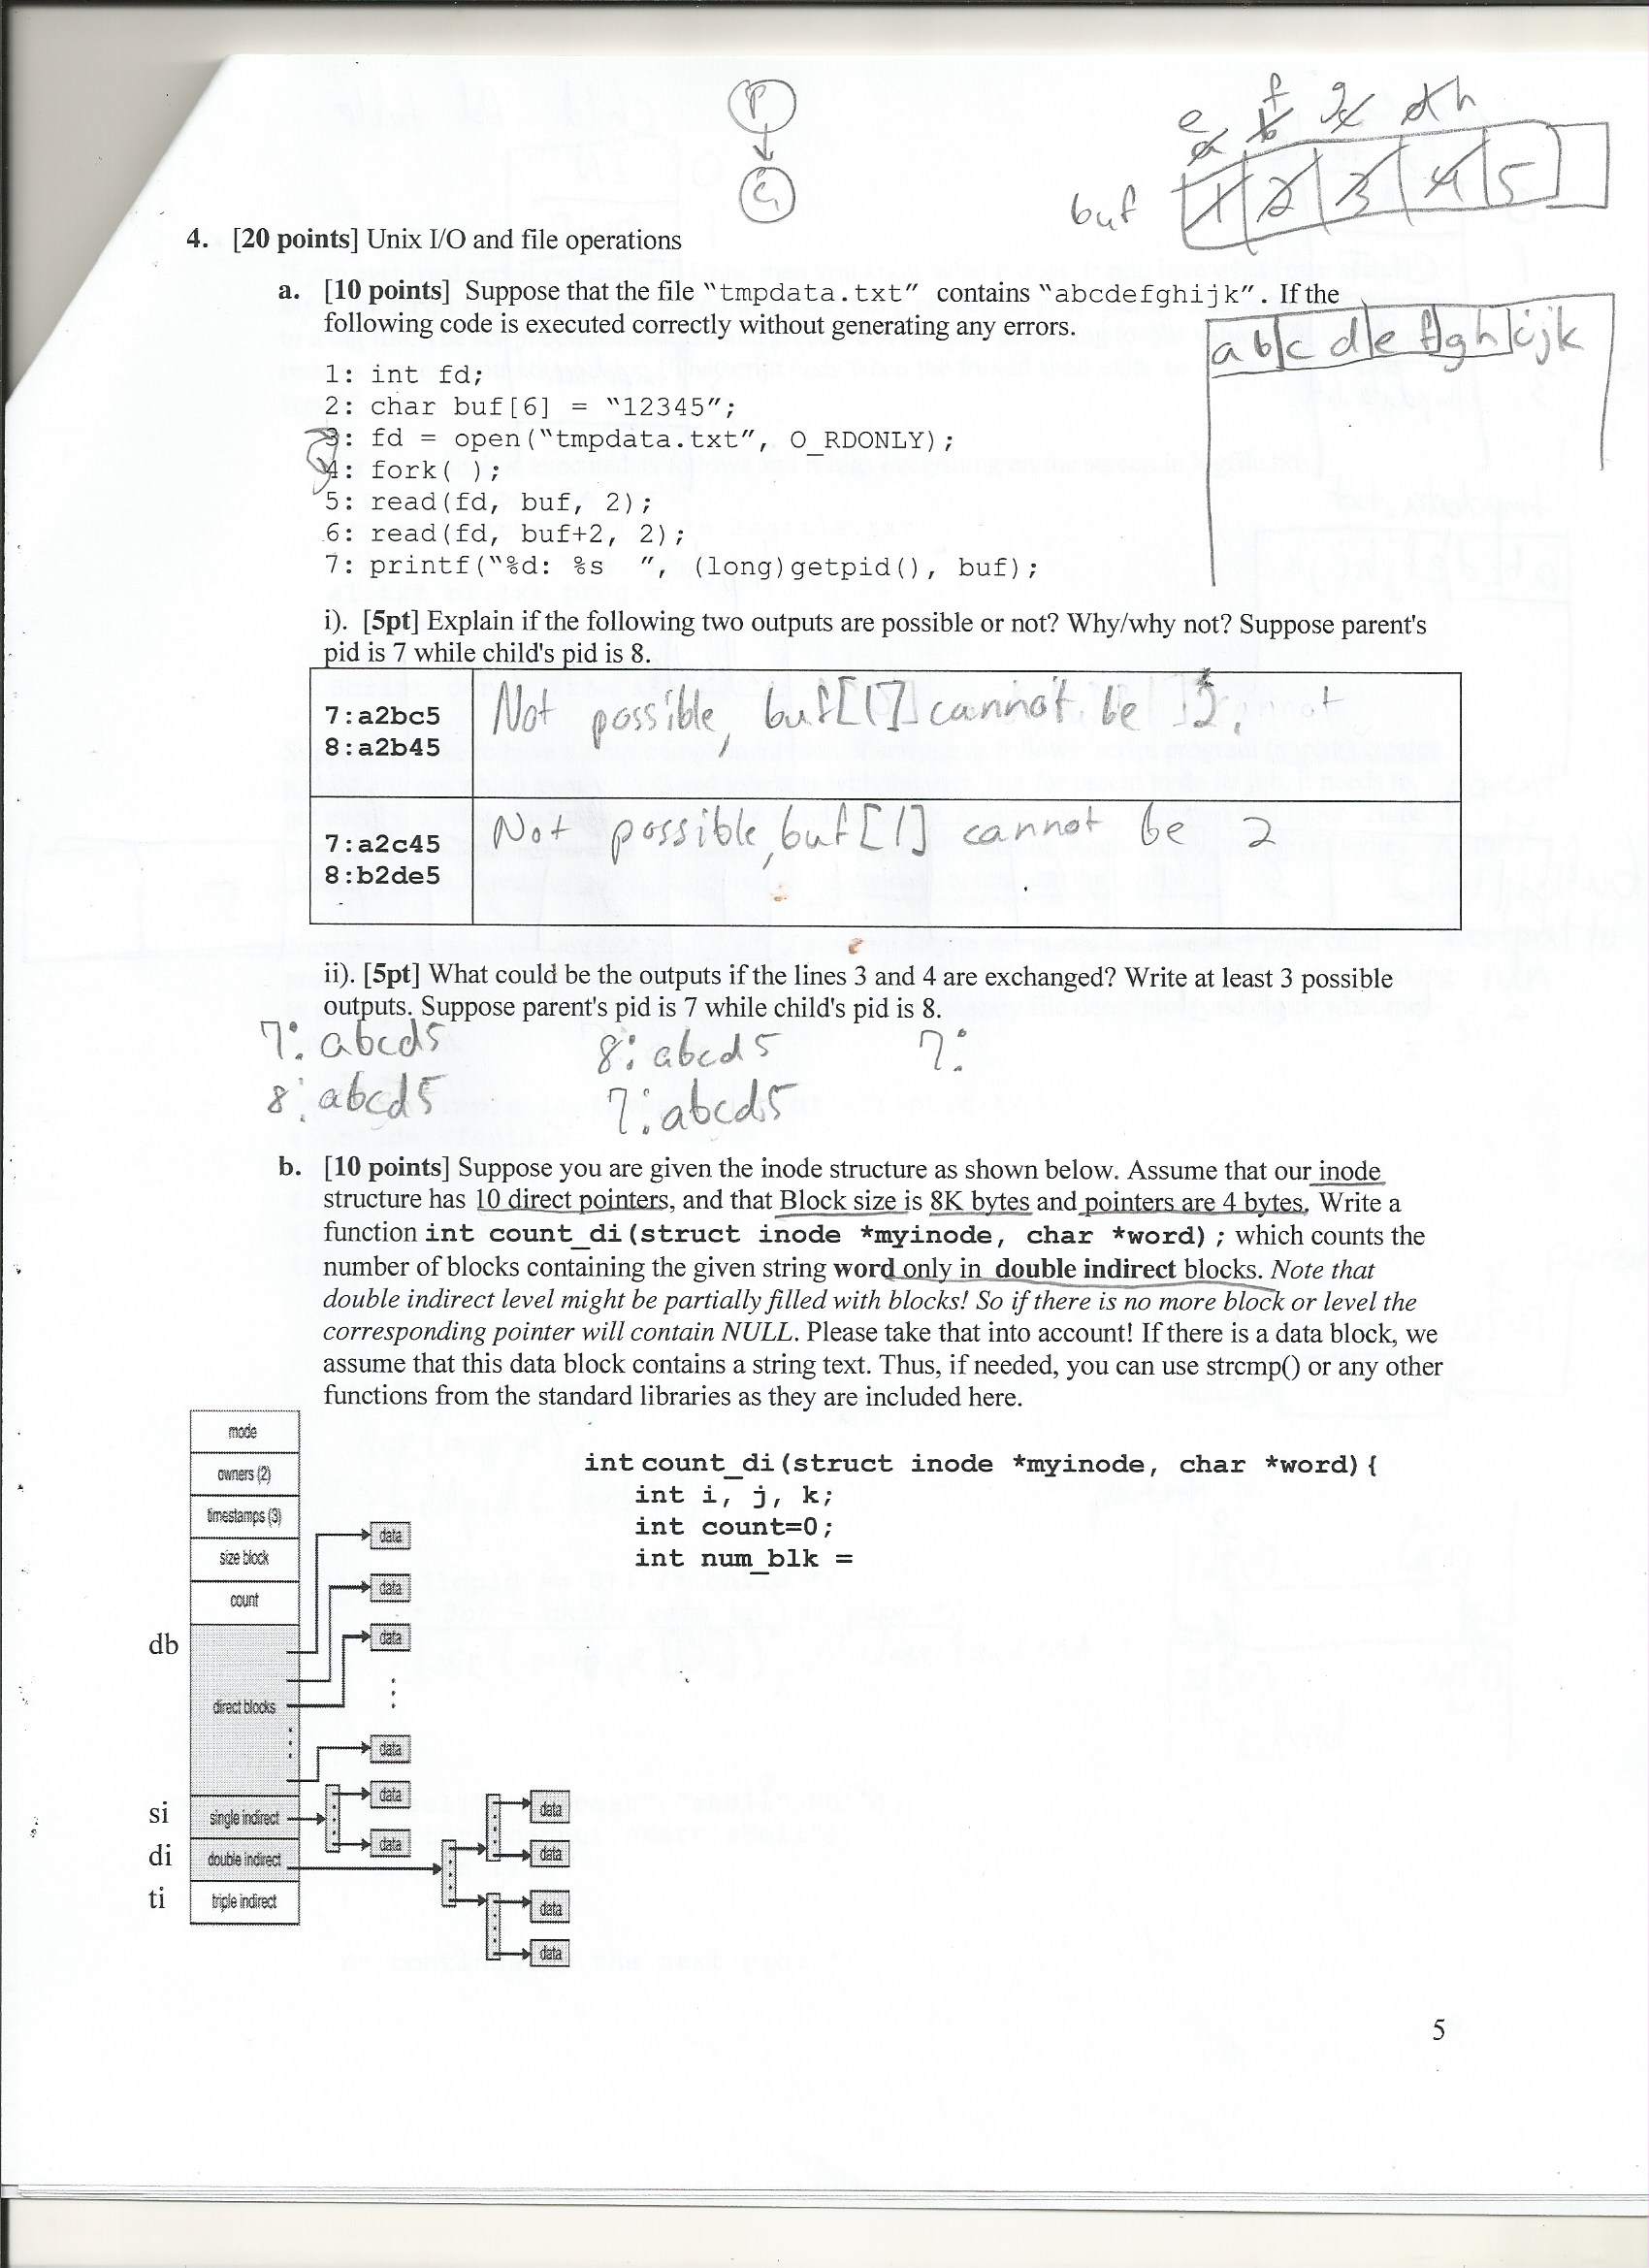 P
C
e f g h
a b c d
buf 1 2 3 4 5
4. [20 points] Unix I/O and file operations
a. [10 points] Suppose that the file “tmpdata.txt” contains “abcdefghijk”. If the
following code is executed correctly without generating any errors.
abcdefghijk
1: int fd;
2: char buf[6] = “12345”;
3: fd = open(“tmpdata.txt”, O_RDONLY);
4: fork( );
5: read(fd, buf, 2);
6: read(fd, buf+2, 2);
7: printf(“%d: %s ”, (long)getpid(), buf);
i). [5pt] Explain if the following two outputs are possible or not? Why/why not? Suppose parent's
pid is 7 while child's pid is 8.
7:a2bc5
8:a2b45
Not possible, buf[1] cannot be 2.
7:a2c45
8:b2de5
Not possible, buf[1] cannot be 2
ii). [5pt] What could be the outputs if the lines 3 and 4 are exchanged? Write at least 3 possible
outputs. Suppose parent's pid is 7 while child's pid is 8.
7: abcd5 8: abcd5 7:
8: abcd5 7: abcd5
b. [10 points] Suppose you are given the inode structure as shown below. Assume that our inode
structure has 10 direct pointers, and that Block size is 8K bytes and pointers are 4 bytes. Write a
function int count_di(struct inode *myinode, char *word); which counts the
number of blocks containing the given string word only in double indirect blocks. Note that
double indirect level might be partially filled with blocks! So if there is no more block or level the
corresponding pointer will contain NULL. Please take that into account! If there is a data block, we
assume that this data block contains a string text. Thus, if needed, you can use strcmp() or any other
functions from the standard libraries as they are included here.
int count_di(struct inode *myinode, char *word){
int i, j, k;
int count=0;
int num_blk =
mode
owners (2)
timestamps (3)
size block
count
db
direct blocks
si
single indirect
di
double indirect
ti
triple indirect
data
data
data
data
data
data
data
data
data
data
5